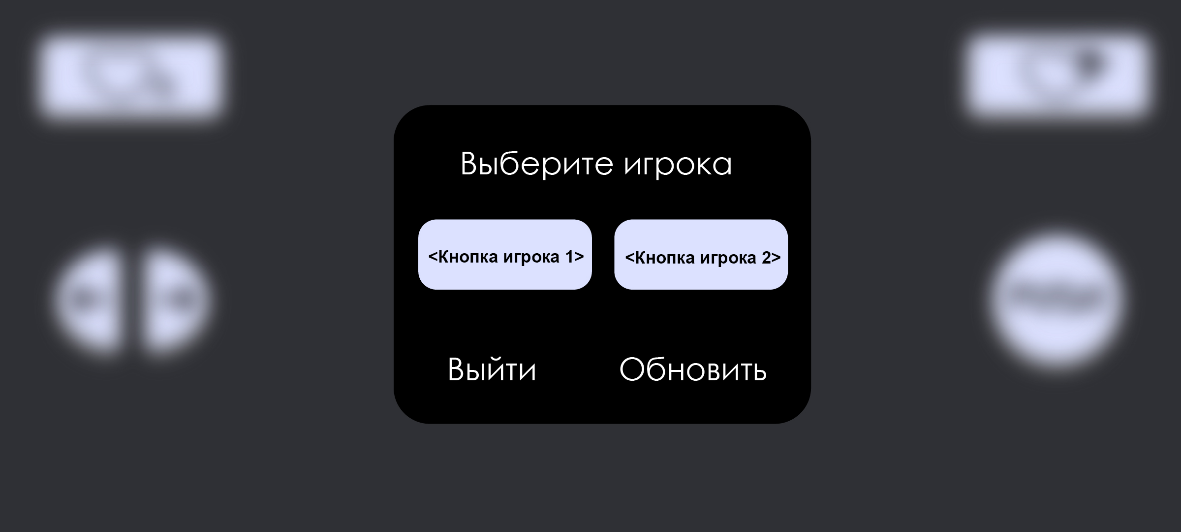 Выберите игрока
<Кнопка игрока 1> <Кнопка игрока 2>
Выйти Обновить